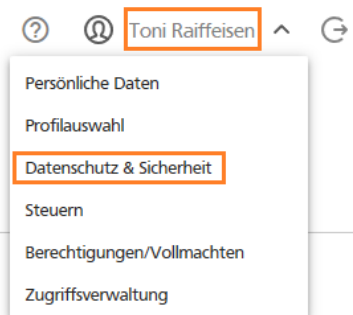 Toni Raiffeisen
Persönliche Daten
Profilauswahl
Datenschutz & Sicherheit
Steuern
Berechtigungen/Vollmachten
Zugriffsverwaltung